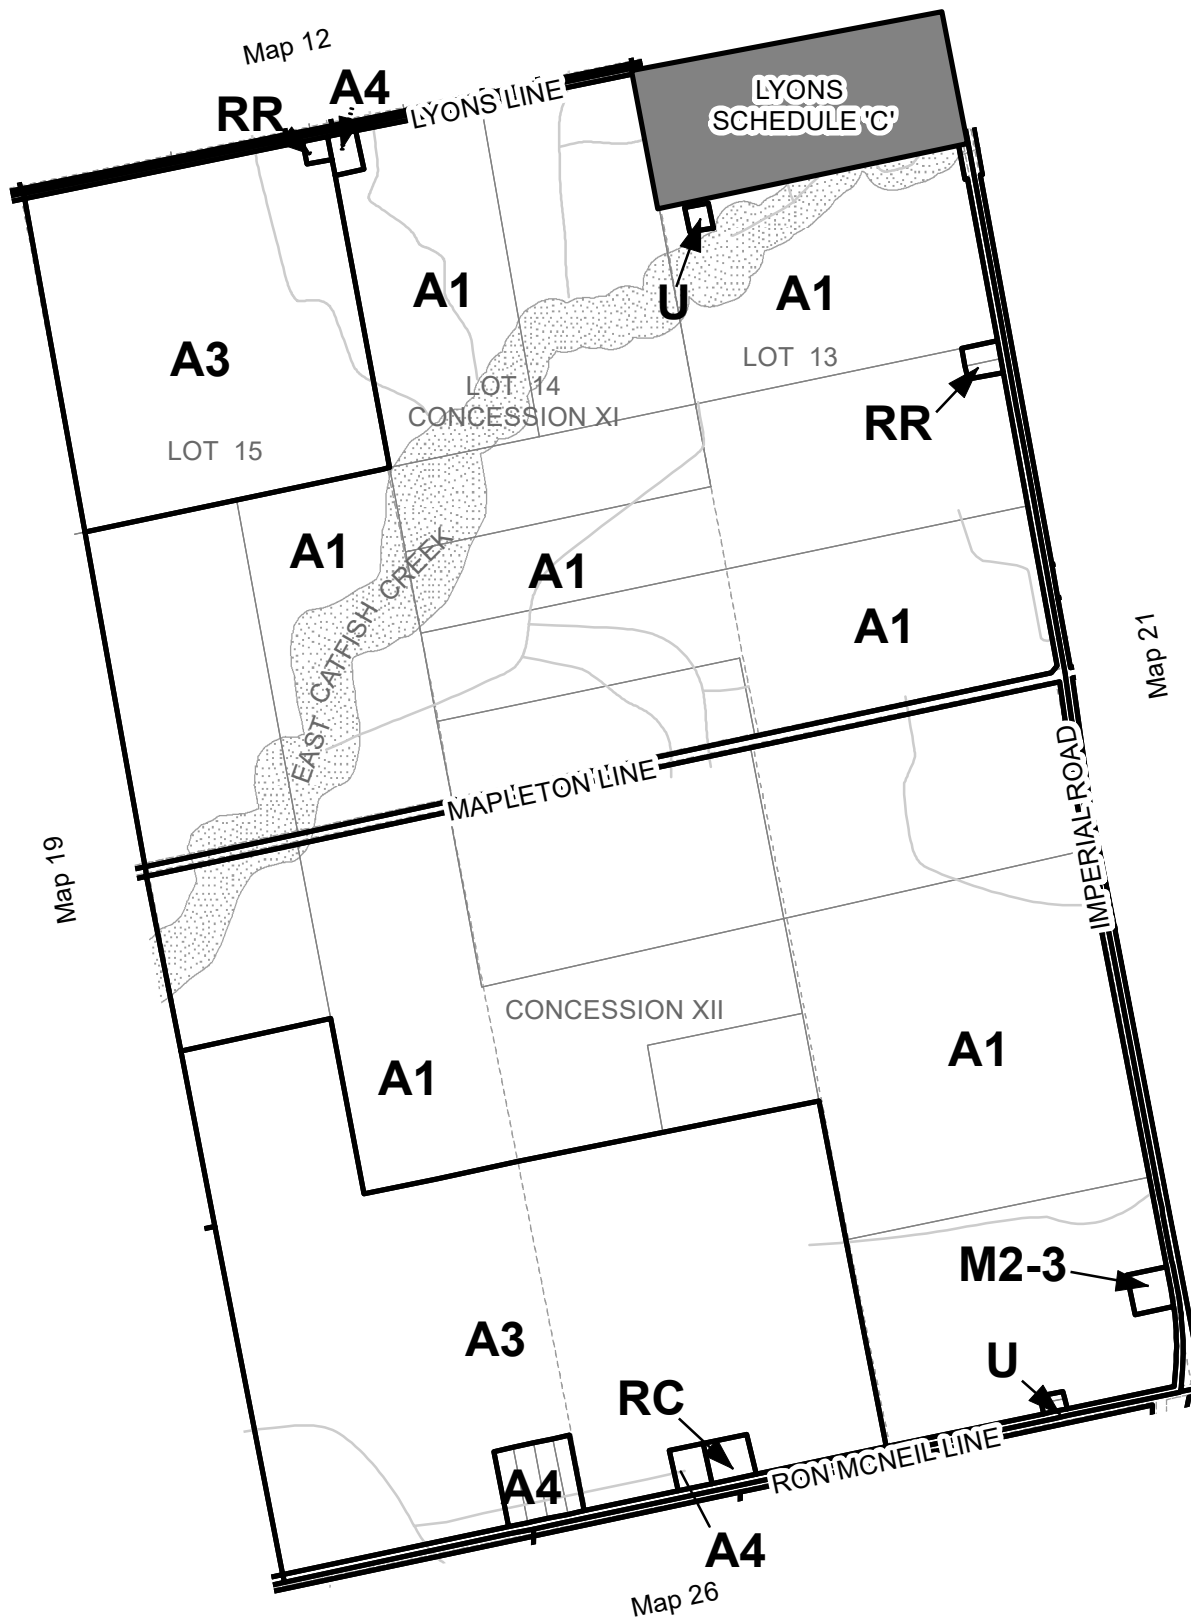 Map 12
A4
RR
LYONS LINE
LYONS
SCHEDULE 'C'
A1
U
A1
A3
LOT 13
LOT 14
CONCESSION XI
RR
LOT 15
A1
A1
A1
EAST CATFISH CREEK
Map 21
MAPLETON LINE
IMPERIAL ROAD
Map 19
CONCESSION XII
A1
A1
M2-3
A3
U
RC
RON MCNEIL LINE
A4
A4
Map 26